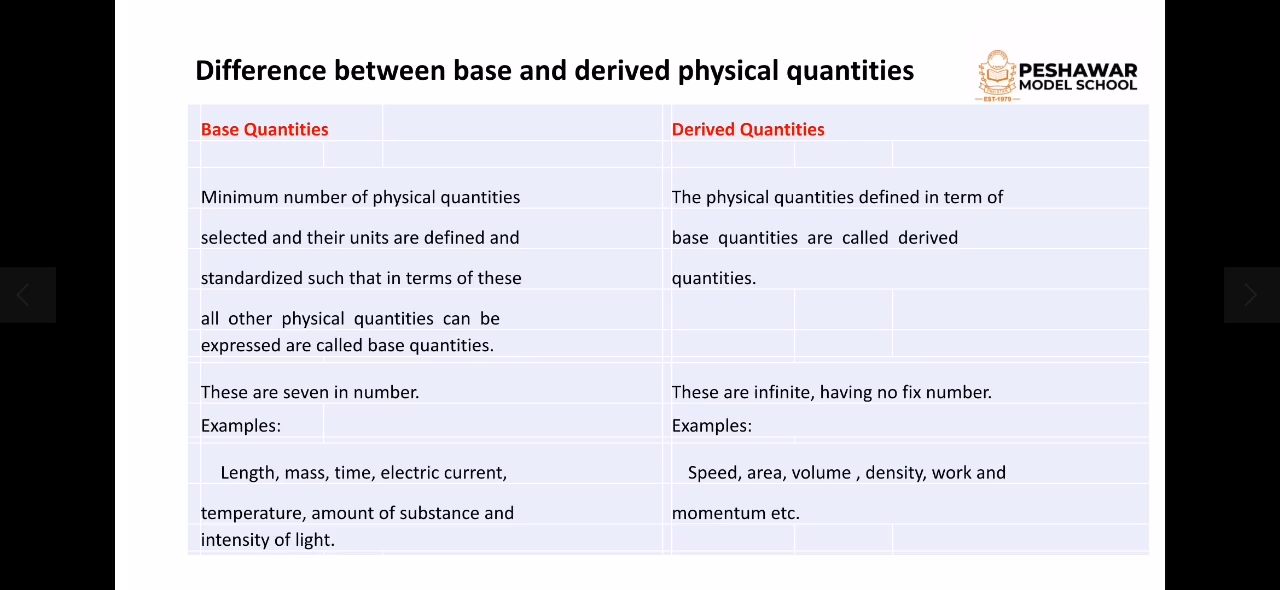 Difference between base and derived physical quantities
PESHAWAR
MODEL SCHOOL
EST-1979
Base Quantities
Minimum number of physical quantities
selected and their units are defined and
standardized such that in terms of these
all other physical quantities can be
expressed are called base quantities.
These are seven in number.
Examples:
Length, mass, time, electric current,
temperature, amount of substance and
intensity of light.
Derived Quantities
The physical quantities defined in term of
base quantities are called derived
quantities.
These are infinite, having no fix number.
Examples:
Speed, area, volume , density, work and
momentum etc.